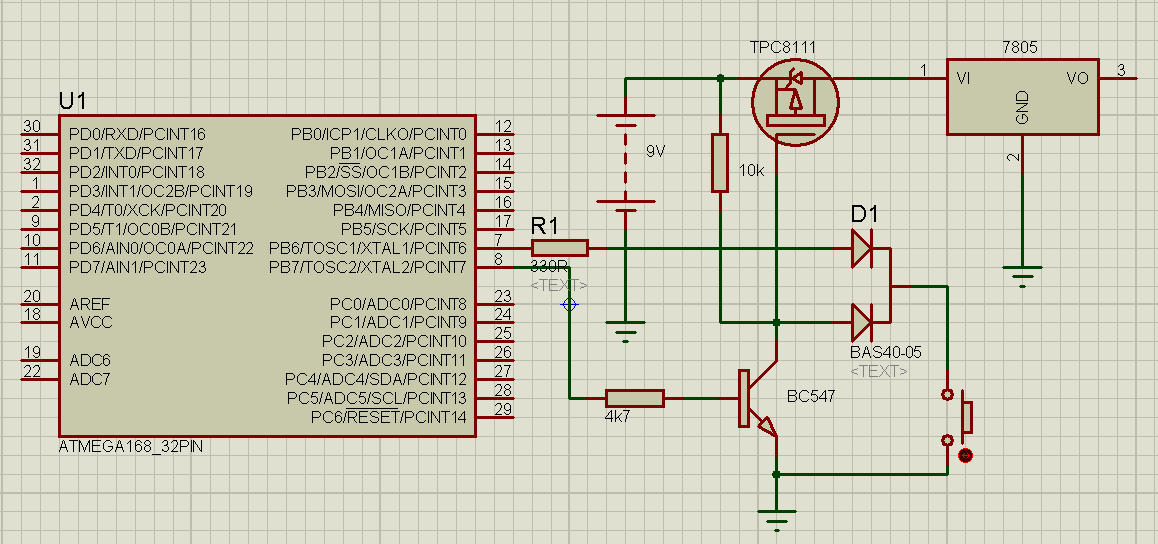 U1
30
PD0/RXD/PCINT16
31
PD1/TXD/PCINT17
32
PD2/INT0/PCINT18
1
PD3/INT1/OC2B/PCINT19
2
PD4/T0/XCK/PCINT20
9
PD5/T1/OC0B/PCINT21
10
PD6/AIN0/OC0A/PCINT22
11
PD7/AIN1/PCINT23
20
AREF
18
AVCC
19
ADC6
22
ADC7
PB0/ICP1/CLKO/PCINT0
12
PB1/OC1A/PCINT1
13
PB2/SS/OC1B/PCINT2
14
PB3/MOSI/OC2A/PCINT3
15
PB4/MISO/PCINT4
16
PB5/SCK/PCINT5
17
PB6/TOSC1/XTAL1/PCINT6
7
PB7/TOSC2/XTAL2/PCINT7
8
PC0/ADC0/PCINT8
23
PC1/ADC1/PCINT9
24
PC2/ADC2/PCINT10
25
PC3/ADC3/PCINT11
26
PC4/ADC4/SDA/PCINT12
27
PC5/ADC5/SCL/PCINT13
28
PC6/RESET/PCINT14
29
ATMEGA168_32PIN
R1
330R
<TEXT>
4k7
9V
10k
TPC8111
7805
1
VI
VO
3
GND
2
D1
BAS40-05
<TEXT>
BC547